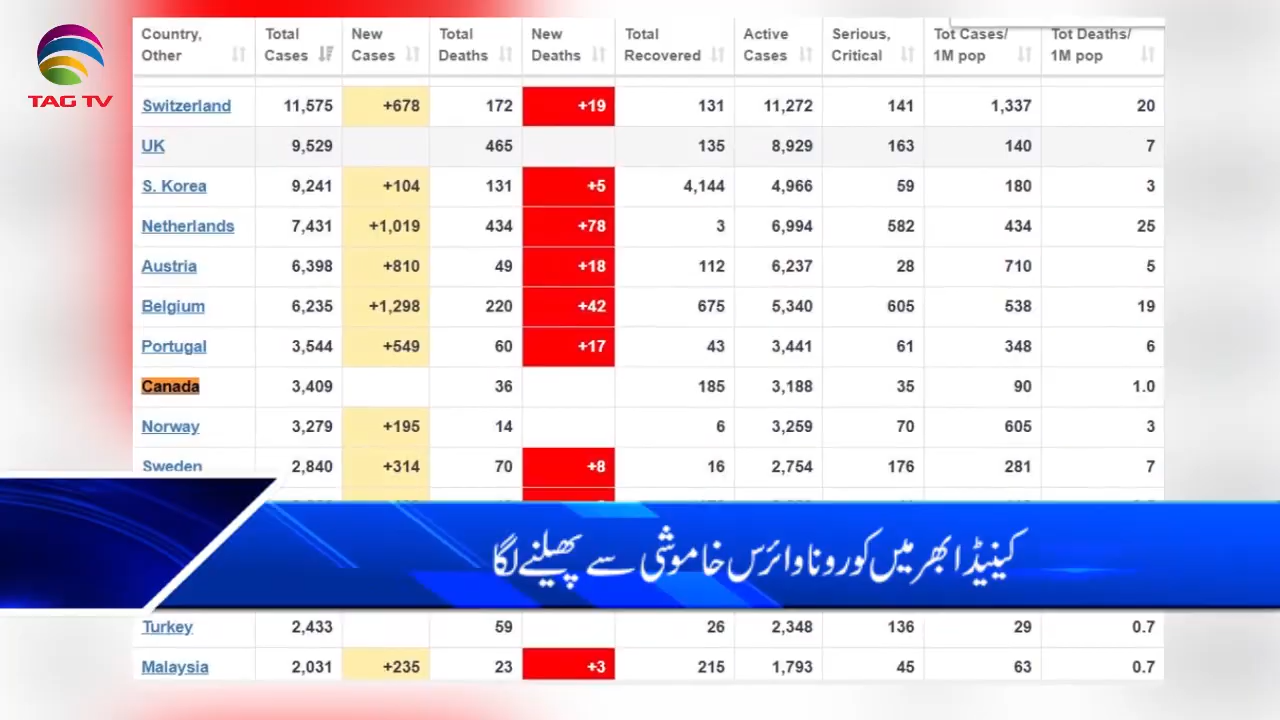 TAG TV
Country, Other Total Cases New Cases Total Deaths New Deaths Total Recovered Active Cases Serious, Critical Tot Cases/ 1M pop Tot Deaths/ 1M pop
Switzerland 11,575 +678 172 +19 131 11,272 141 1,337 20
UK 9,529 465 135 8,929 163 140 7
S. Korea 9,241 +104 131 +5 4,144 4,966 59 180 3
Netherlands 7,431 +1,019 434 +78 3 6,994 582 434 25
Austria 6,398 +810 49 +18 112 6,237 28 710 5
Belgium 6,235 +1,298 220 +42 675 5,340 605 538 19
Portugal 3,544 +549 60 +17 43 3,441 61 348 6
Canada 3,409 36 185 3,188 35 90 1.0
Norway 3,279 +195 14 6 3,259 70 605 3
Sweden 2,840 +314 70 +8 16 2,754 176 281 7
کینیڈا بھر میں کورونا وائرس خاموشی سے پھیلنے لگا
Turkey 2,433 59 26 2,348 136 29 0.7
Malaysia 2,031 +235 23 +3 215 1,793 45 63 0.7